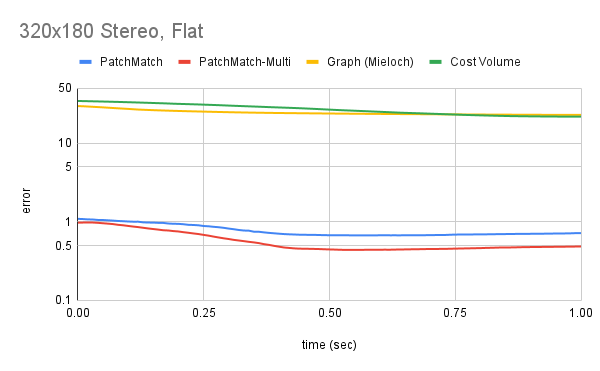 320x180 Stereo, Flat
PatchMatch PatchMatch-Multi Graph (Mieloch) Cost Volume
50
10
5
1
0.5
0.1
error
0.00 0.25 0.50 0.75 1.00
time (sec)